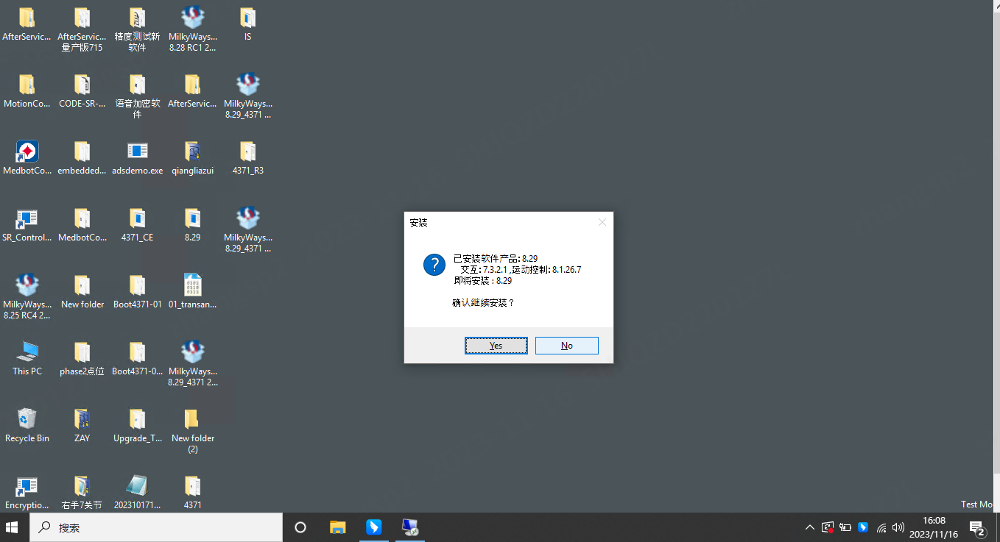 AfterServic...
AfterServic...
量产版715
精度测试新
软件
MilkyWays...
8.28 RC1 2...
IS
MotionCo...
CODE-SR-...
语音加密软
件
AfterServic...
MilkyWays...
8.29_4371 ...
MedbotCo...
embedded...
adsdemo.exe
qiangliazui
4371_R3
SR_Control...
MedbotCo...
4371_CE
8.29
MilkyWays...
8.29_4371 ...
MilkyWays...
8.25 RC4 2...
New folder
Boot4371-01
01_transan...
This PC
phase2点位
Boot4371-0...
MilkyWays...
8.29_4371 2...
Recycle Bin
ZAY
Upgrade_T...
New folder
(2)
Encryptio...
右手7关节
202310171...
4371
安装
已安装软件产品: 8.29
交互: 7.3.2.1 ,运动控制: 8.1.26.7
即将安装 : 8.29
确认继续安装？
Yes
No
Test Mo
搜索
16:08
2023/11/16
2